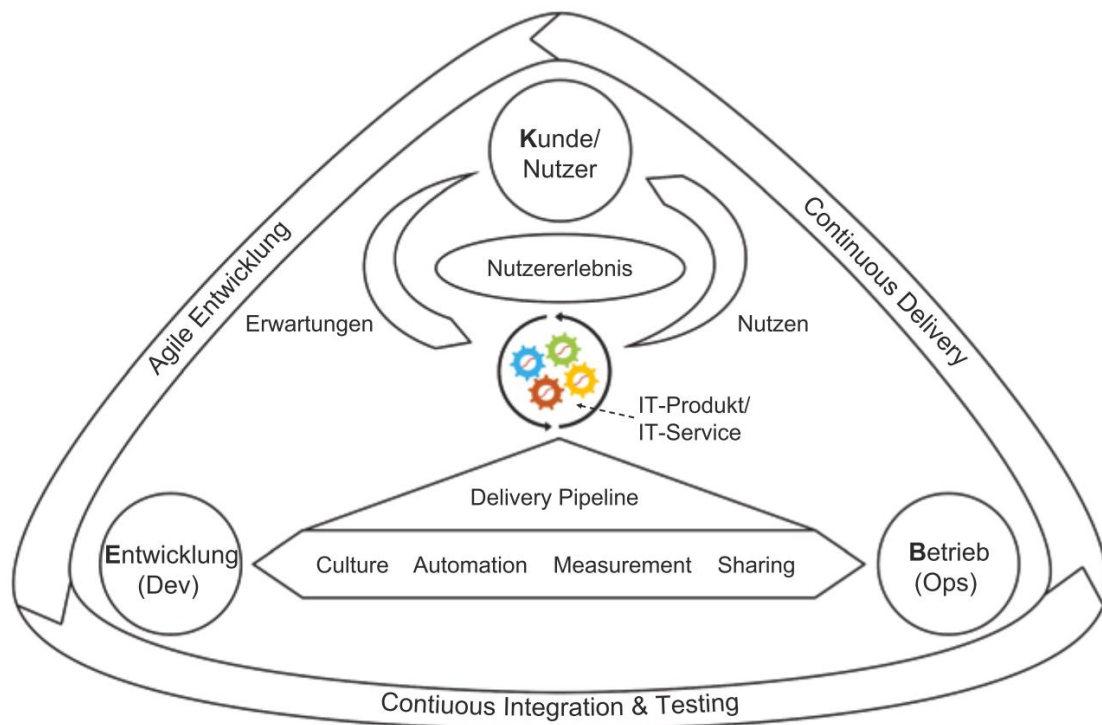 Kunde/
Nutzer
Agile Entwicklung
Continuous Delivery
Nutzererlebnis
Erwartungen
Nutzen
IT-Produkt/
IT-Service
Delivery Pipeline
Entwicklung
(Dev)
Culture Automation Measurement Sharing
Betrieb
(Ops)
Contiuous Integration & Testing